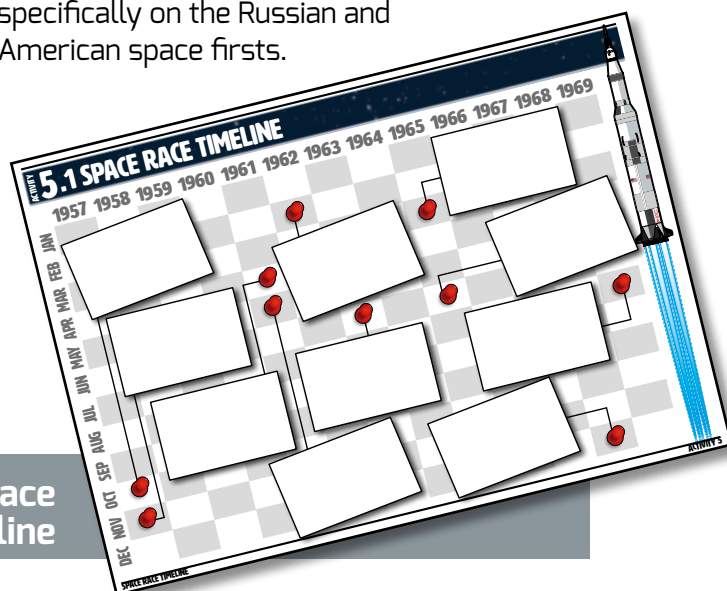 specifically on the Russian and
American space firsts.
ACTIVITY 5.1 SPACE RACE TIMELINE
1957 1958 1959 1960 1961 1962 1963 1964 1965 1966 1967 1968 1969
JAN
FEB
MAR
APR
MAY
JUN
JUL
AUG
SEP
OCT
NOV
DEC
ace
line
SPACE RACE TIMELINE
ACTIVITY 5